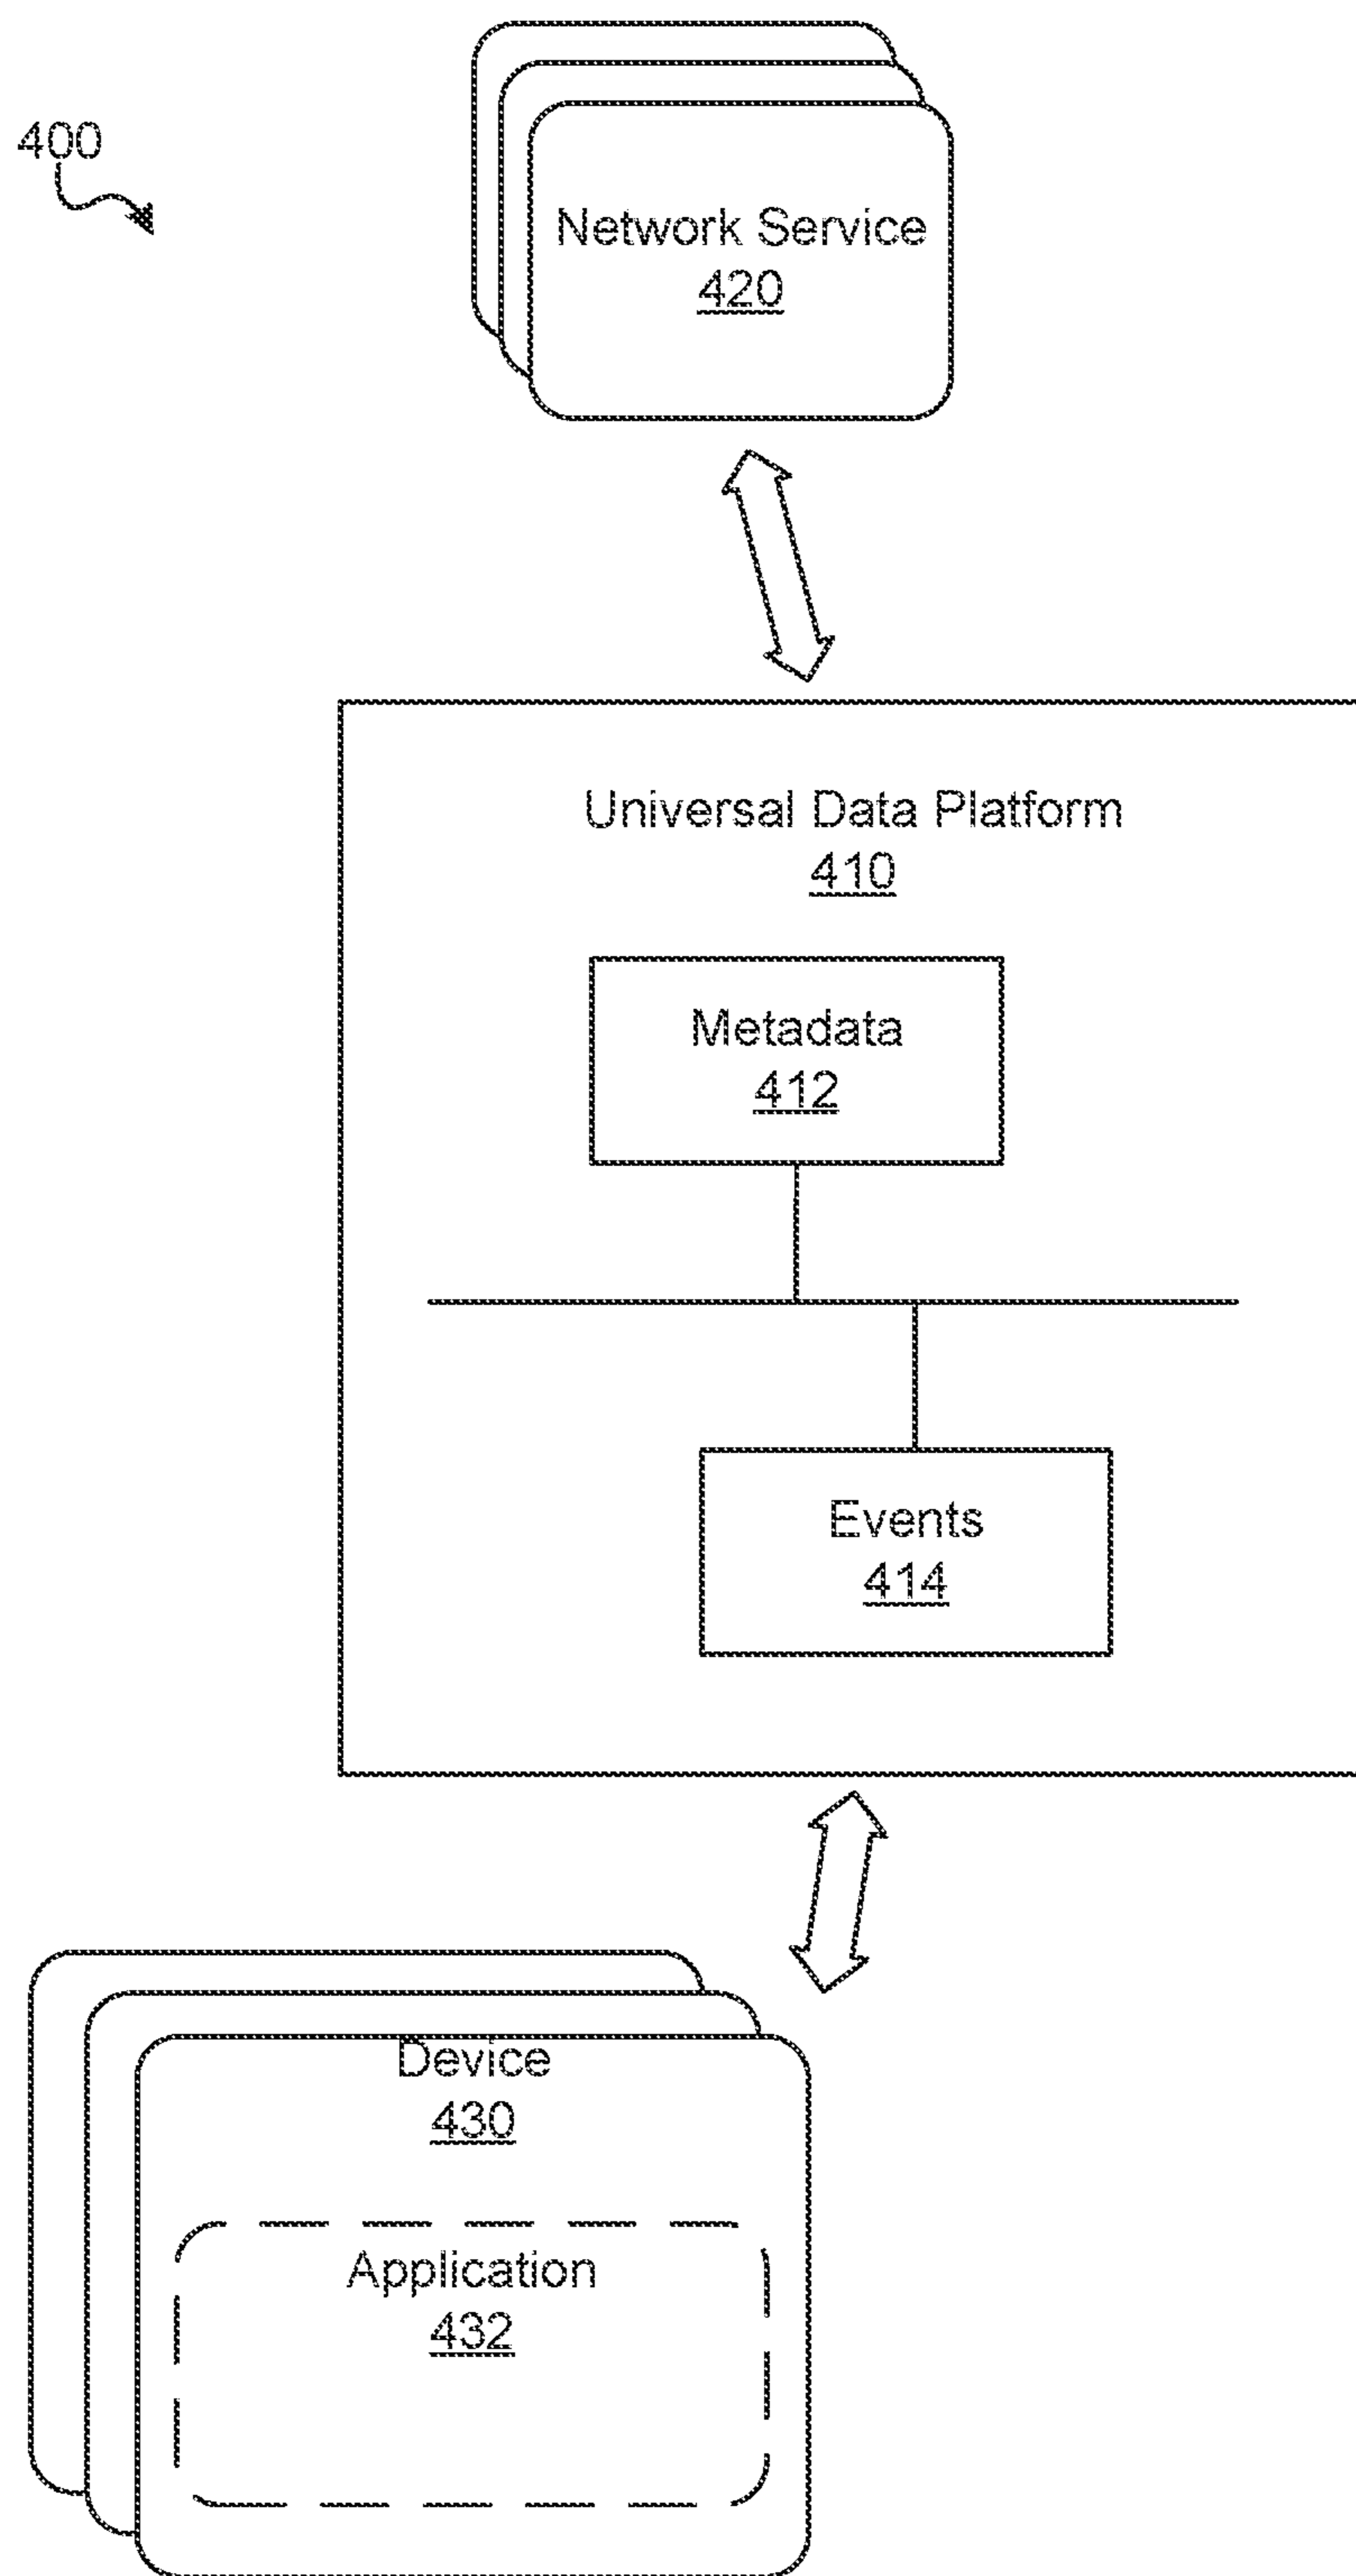 400
Network Service
420
Universal Data Platform
410
Metadata
412
Events
414
Device
430
Application
432